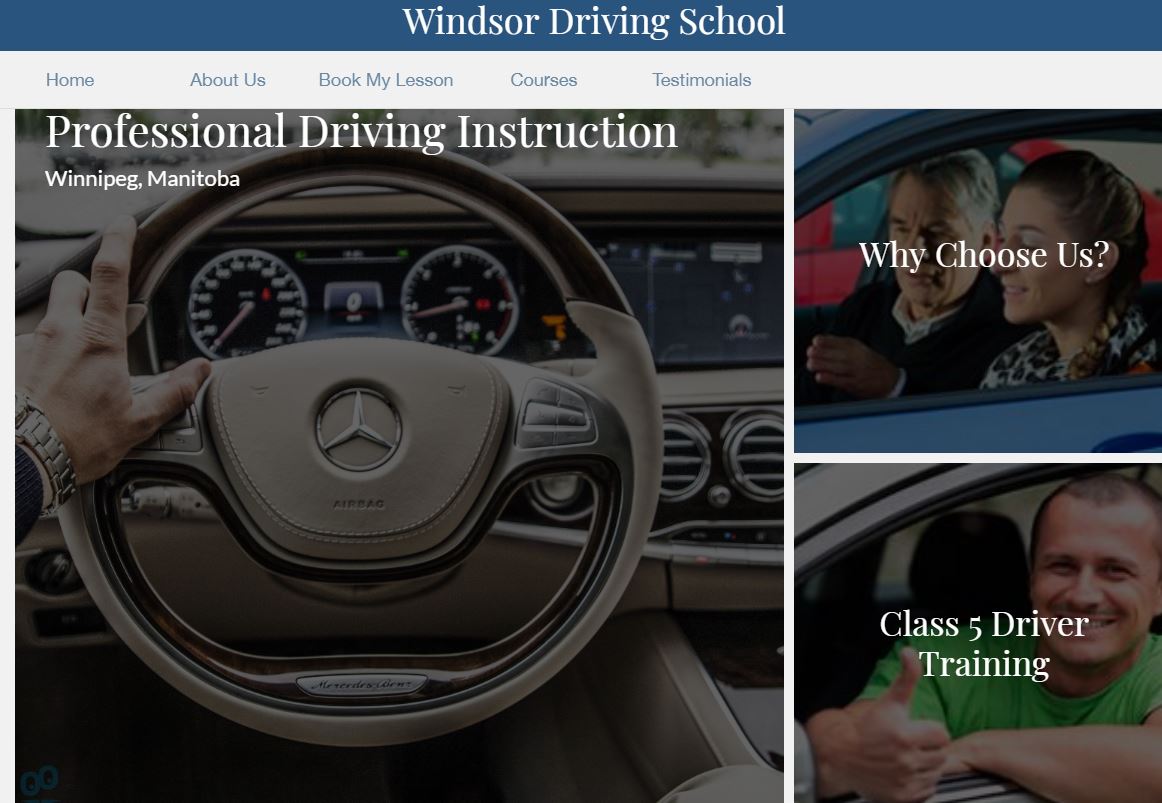 Windsor Driving School
Home About Us Book My Lesson Courses Testimonials
Professional Driving Instruction
Winnipeg, Manitoba
Why Choose Us?
0
AIRBAG
Mercedes-Benz
Class 5 Driver
Training